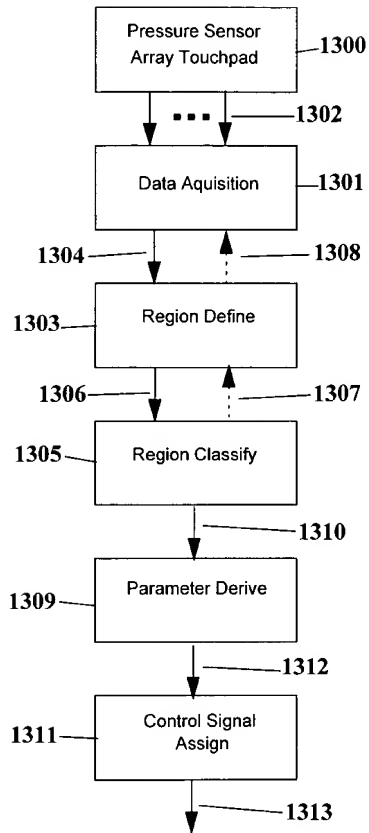 Pressure Sensor
Array Touchpad
1300
1302
Data Aquisition
1301
1304
1308
Region Define
1303
1306
1307
Region Classify
1305
1310
Parameter Derive
1309
1312
Control Signal
Assign
1311
1313